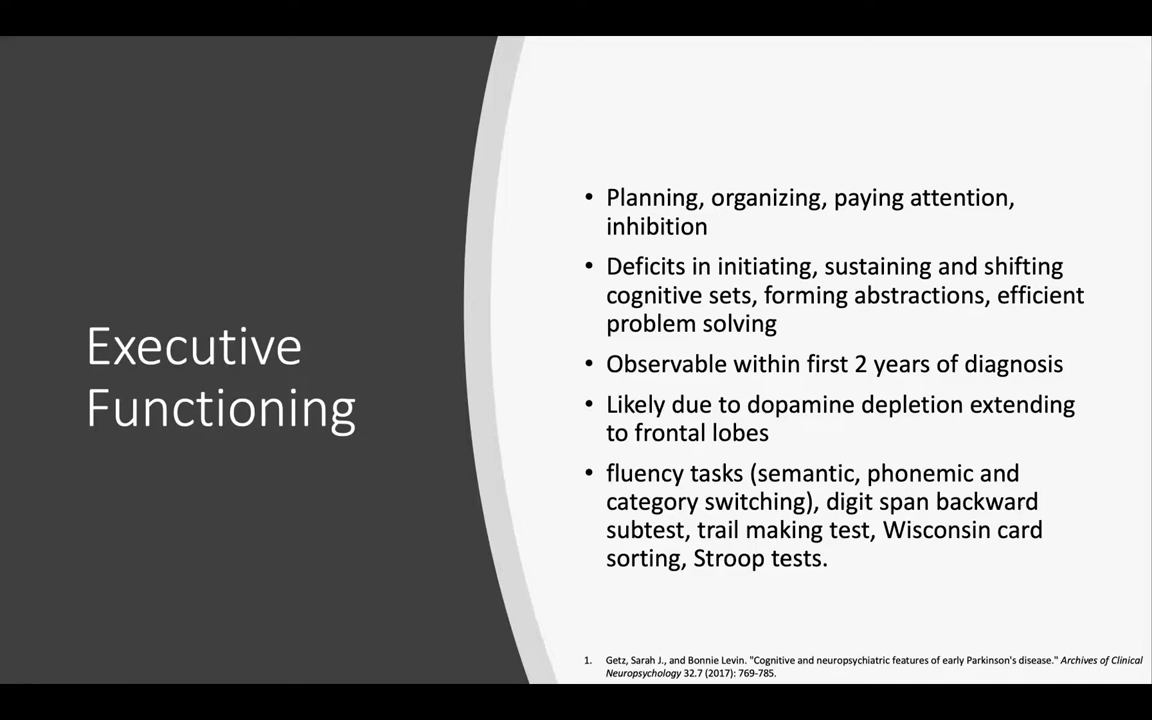 Executive
Functioning
• Planning, organizing, paying attention,
inhibition
• Deficits in initiating, sustaining and shifting
cognitive sets, forming abstractions, efficient
problem solving
• Observable within first 2 years of diagnosis
• Likely due to dopamine depletion extending
to frontal lobes
• fluency tasks (semantic, phonemic and
category switching), digit span backward
subtest, trail making test, Wisconsin card
sorting, Stroop tests.
1. Getz, Sarah J., and Bonnie Levin. "Cognitive and neuropsychiatric features of early Parkinson's disease." Archives of Clinical
Neuropsychology 32.7 (2017): 769-785.